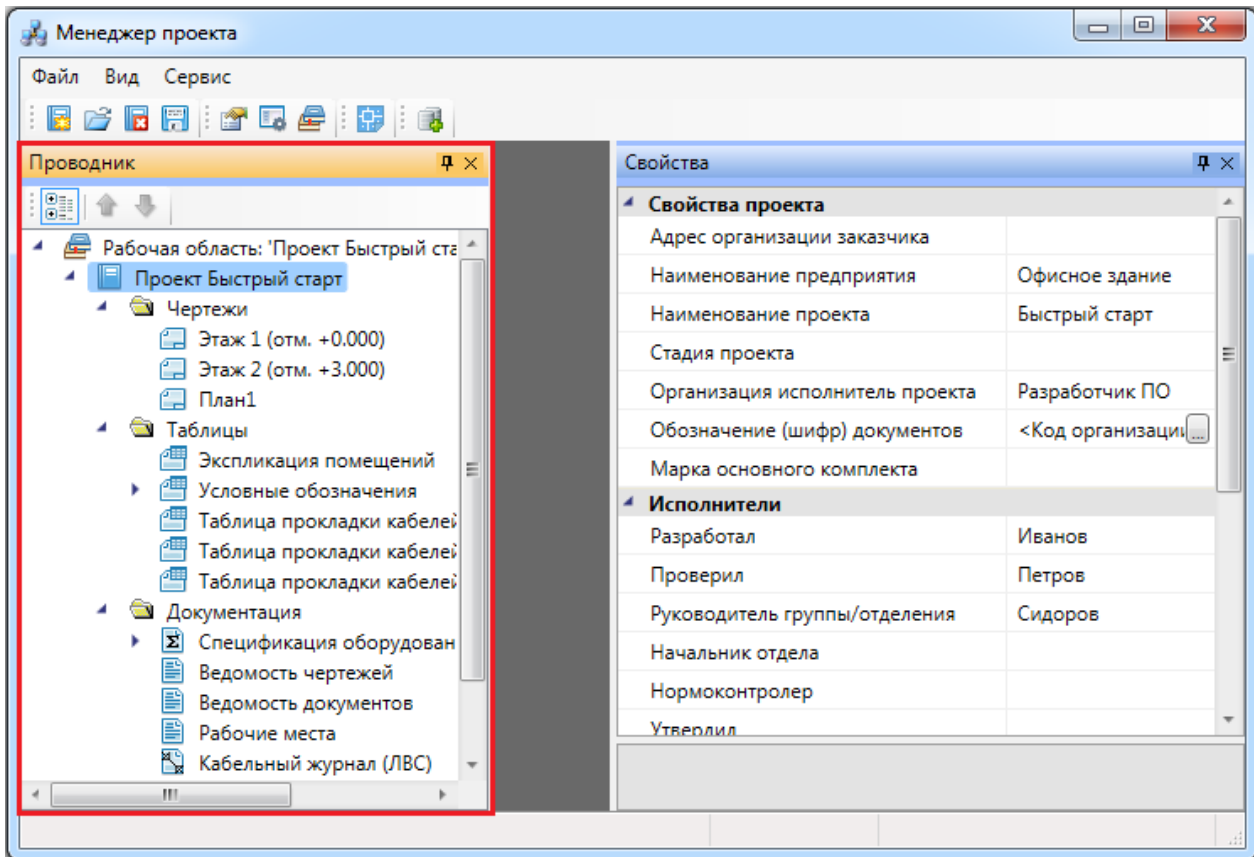 Менеджер проекта
Файл Вид Сервис
Проводник
Рабочая область: 'Проект Быстрый ста
Проект Быстрый старт
Чертежи
Этаж 1 (отм. +0.000)
Этаж 2 (отм. +3.000)
План1
Таблицы
Экспликация помещений
Условные обозначения
Таблица прокладки кабелей
Таблица прокладки кабелей
Таблица прокладки кабелей
Документация
Спецификация оборудован
Ведомость чертежей
Ведомость документов
Рабочие места
Кабельный журнал (ЛВС)
Свойства
Свойства проекта
Адрес организации заказчика
Наименование предприятия Офисное здание
Наименование проекта Быстрый старт
Стадия проекта
Организация исполнитель проекта Разработчик ПО
Обозначение (шифр) документов <Код организации ...
Марка основного комплекта
Исполнители
Разработал Иванов
Проверил Петров
Руководитель группы/отделения Сидоров
Начальник отдела
Нормоконтролер
Утвердил